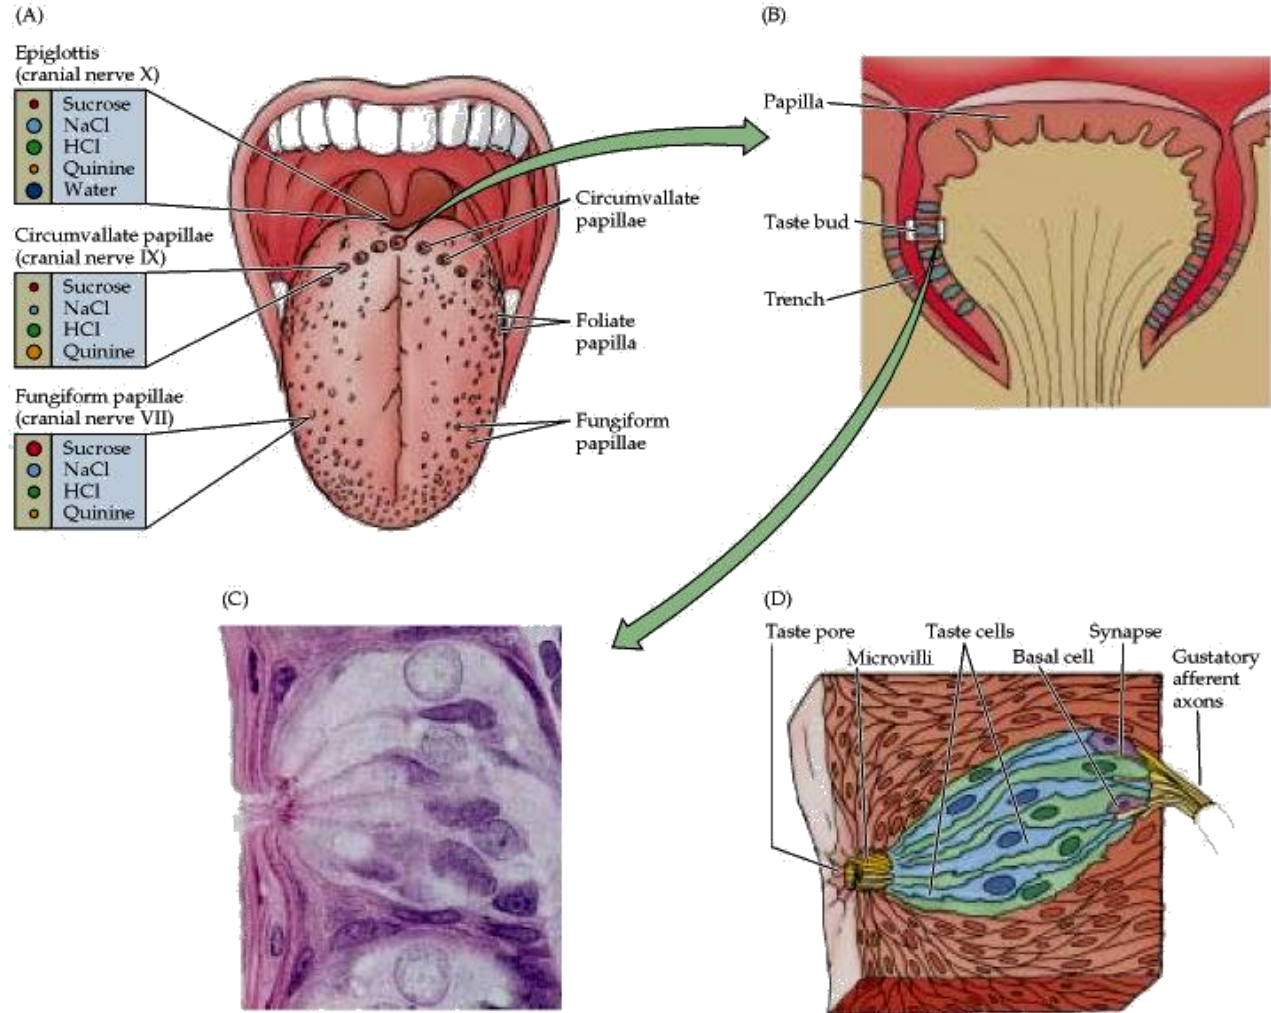 (A)
Epiglottis
(cranial nerve X)
Sucrose
NaCl
HCl
Quinine
Water
Circumvallate papillae
(cranial nerve IX)
Sucrose
NaCl
HCl
Quinine
Fungiform papillae
(cranial nerve VII)
Sucrose
NaCl
HCl
Quinine
Circumvallate
papillae
Foliate
papilla
Fungiform
papillae
(B)
Papilla
Taste bud
Trench
(C)
(D)
Taste pore
Microvilli
Taste cells
Basal cell
Synapse
Gustatory
afferent
axons